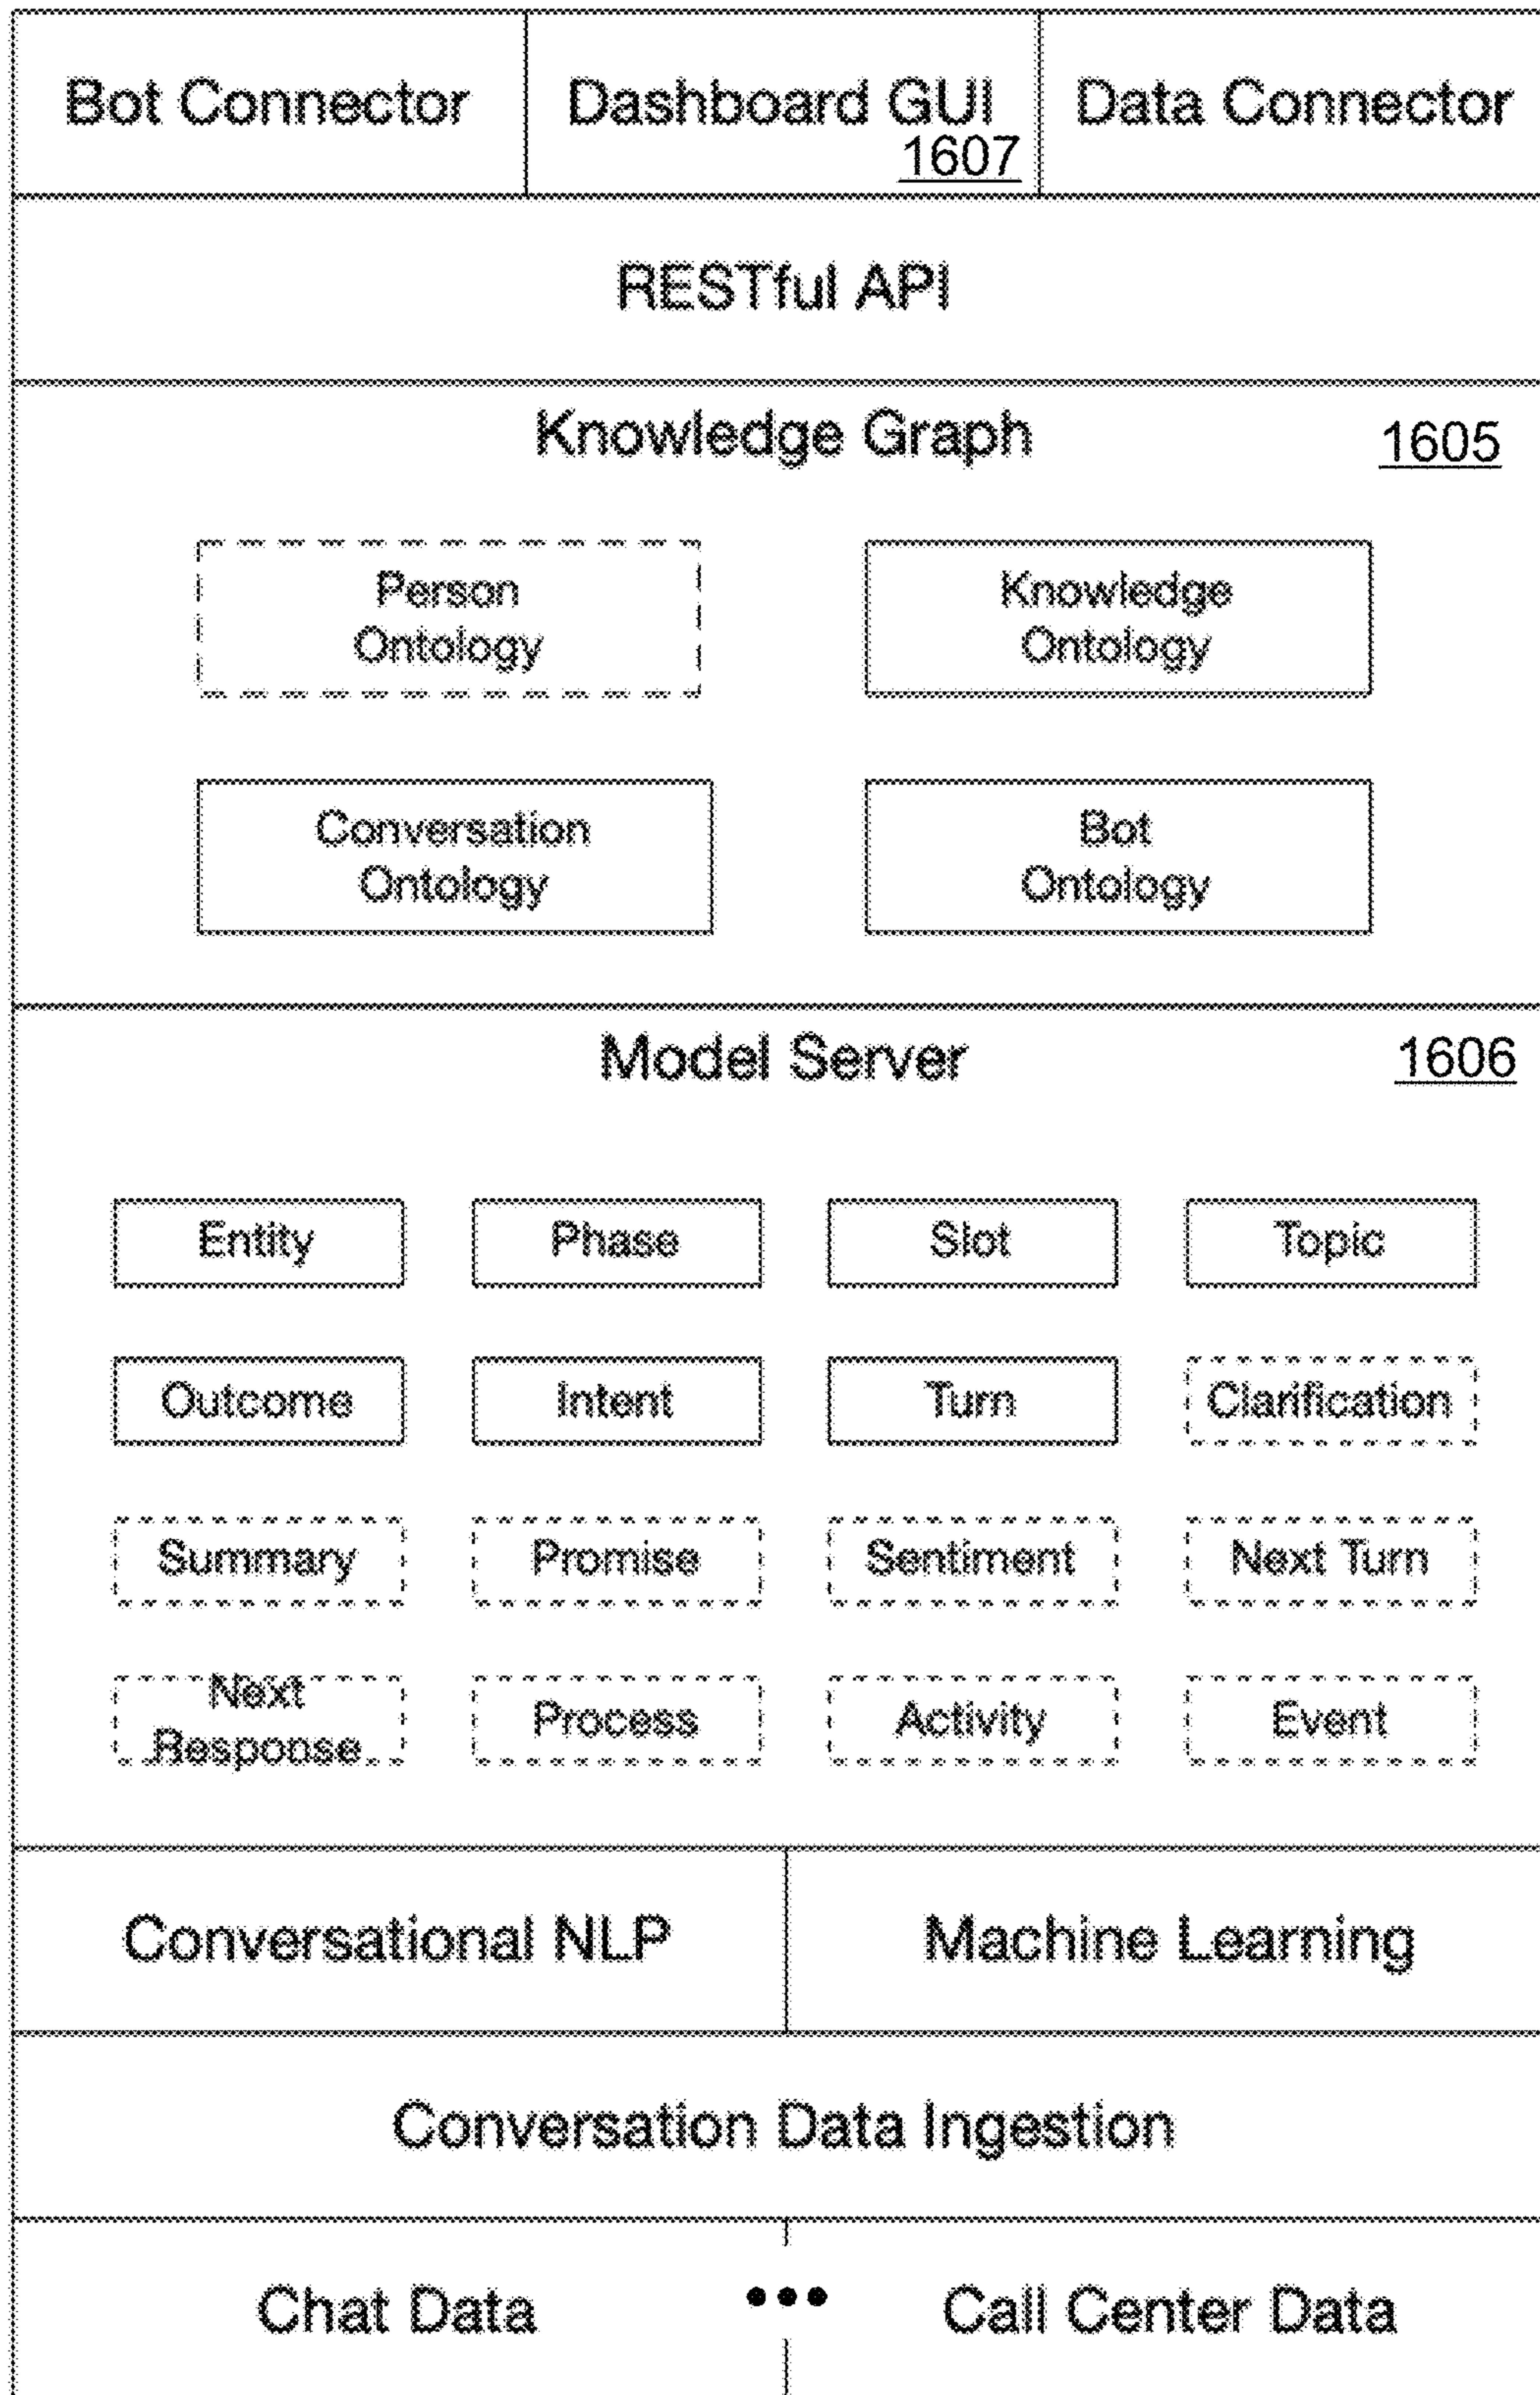 Bot Connector
Dashboard GUI
1607
Data Connector
RESTful API
Knowledge Graph
1605
Person
Ontology
Knowledge
Ontology
Conversation
Ontology
Bot
Ontology
Model Server
1606
Entity
Phase
Slot
Topic
Outcome
Intent
Turn
Clarification
Summary
Promise
Sentiment
Next Turn
Next
Response
Process
Activity
Event
Conversational NLP
Machine Learning
Conversation Data Ingestion
Chat Data
•••
Call Center Data